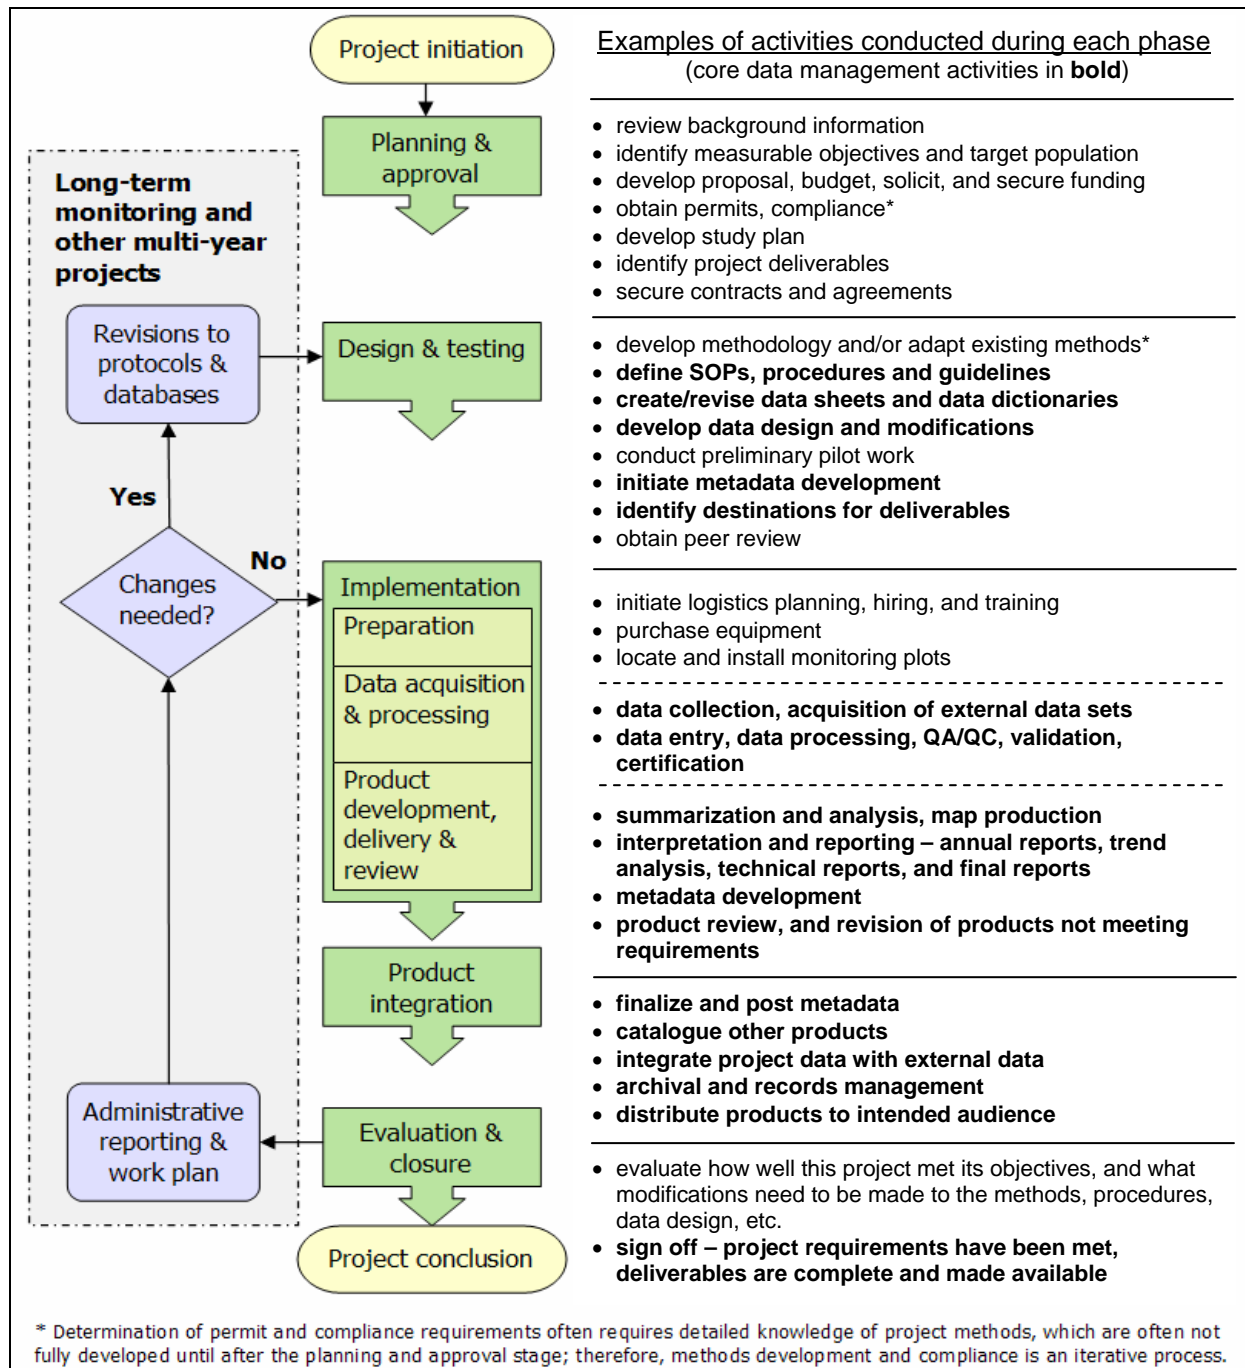 Project initiation
Examples of activities conducted during each phase
(core data management activities in bold)
Planning &
approval
• review background information
• identify measurable objectives and target population
• develop proposal, budget, solicit, and secure funding
• obtain permits, compliance*
• develop study plan
• identify project deliverables
• secure contracts and agreements
Long-term
monitoring and
other multi-year
projects
Revisions to
protocols &
databases
Design & testing
• develop methodology and/or adapt existing methods*
• define SOPs, procedures and guidelines
• create/revise data sheets and data dictionaries
• develop data design and modifications
• conduct preliminary pilot work
• initiate metadata development
• identify destinations for deliverables
• obtain peer review
Yes
No
Changes
needed?
Implementation
Preparation
• initiate logistics planning, hiring, and training
• purchase equipment
• locate and install monitoring plots
Data acquisition
& processing
• data collection, acquisition of external data sets
• data entry, data processing, QA/QC, validation,
certification
Product
development,
delivery &
review
• summarization and analysis, map production
• interpretation and reporting – annual reports, trend
analysis, technical reports, and final reports
• metadata development
• product review, and revision of products not meeting
requirements
Product
integration
• finalize and post metadata
• catalogue other products
• integrate project data with external data
• archival and records management
• distribute products to intended audience
Administrative
reporting &
work plan
Evaluation &
closure
• evaluate how well this project met its objectives, and what
modifications need to be made to the methods, procedures,
data design, etc.
• sign off – project requirements have been met,
deliverables are complete and made available
Project conclusion
* Determination of permit and compliance requirements often requires detailed knowledge of project methods, which are often not
fully developed until after the planning and approval stage; therefore, methods development and compliance is an iterative process.